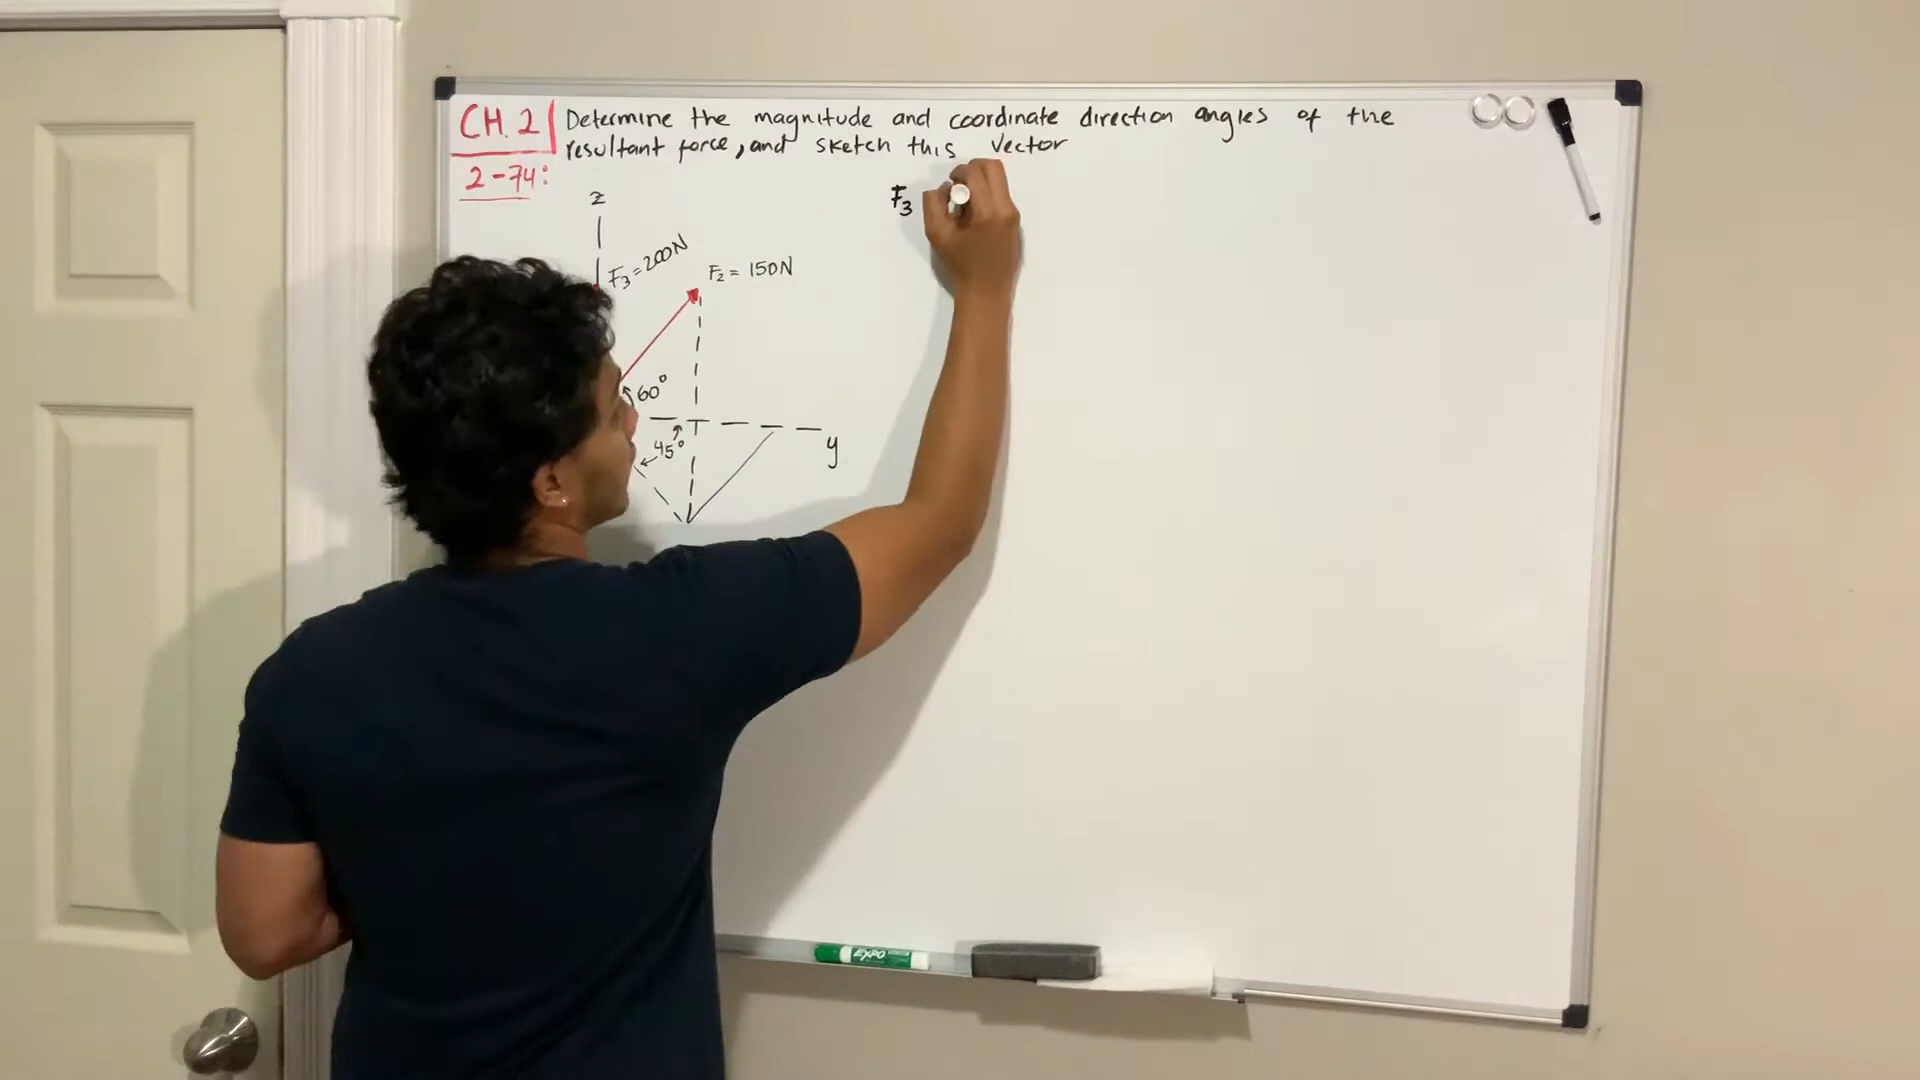 CH. 2
Determine the magnitude and coordinate direction angles of the
resultant force, and sketch this vector
2-74:
z
F₃ = 200N
F₂ = 150N
60°
45°
y
F₃
EXPO